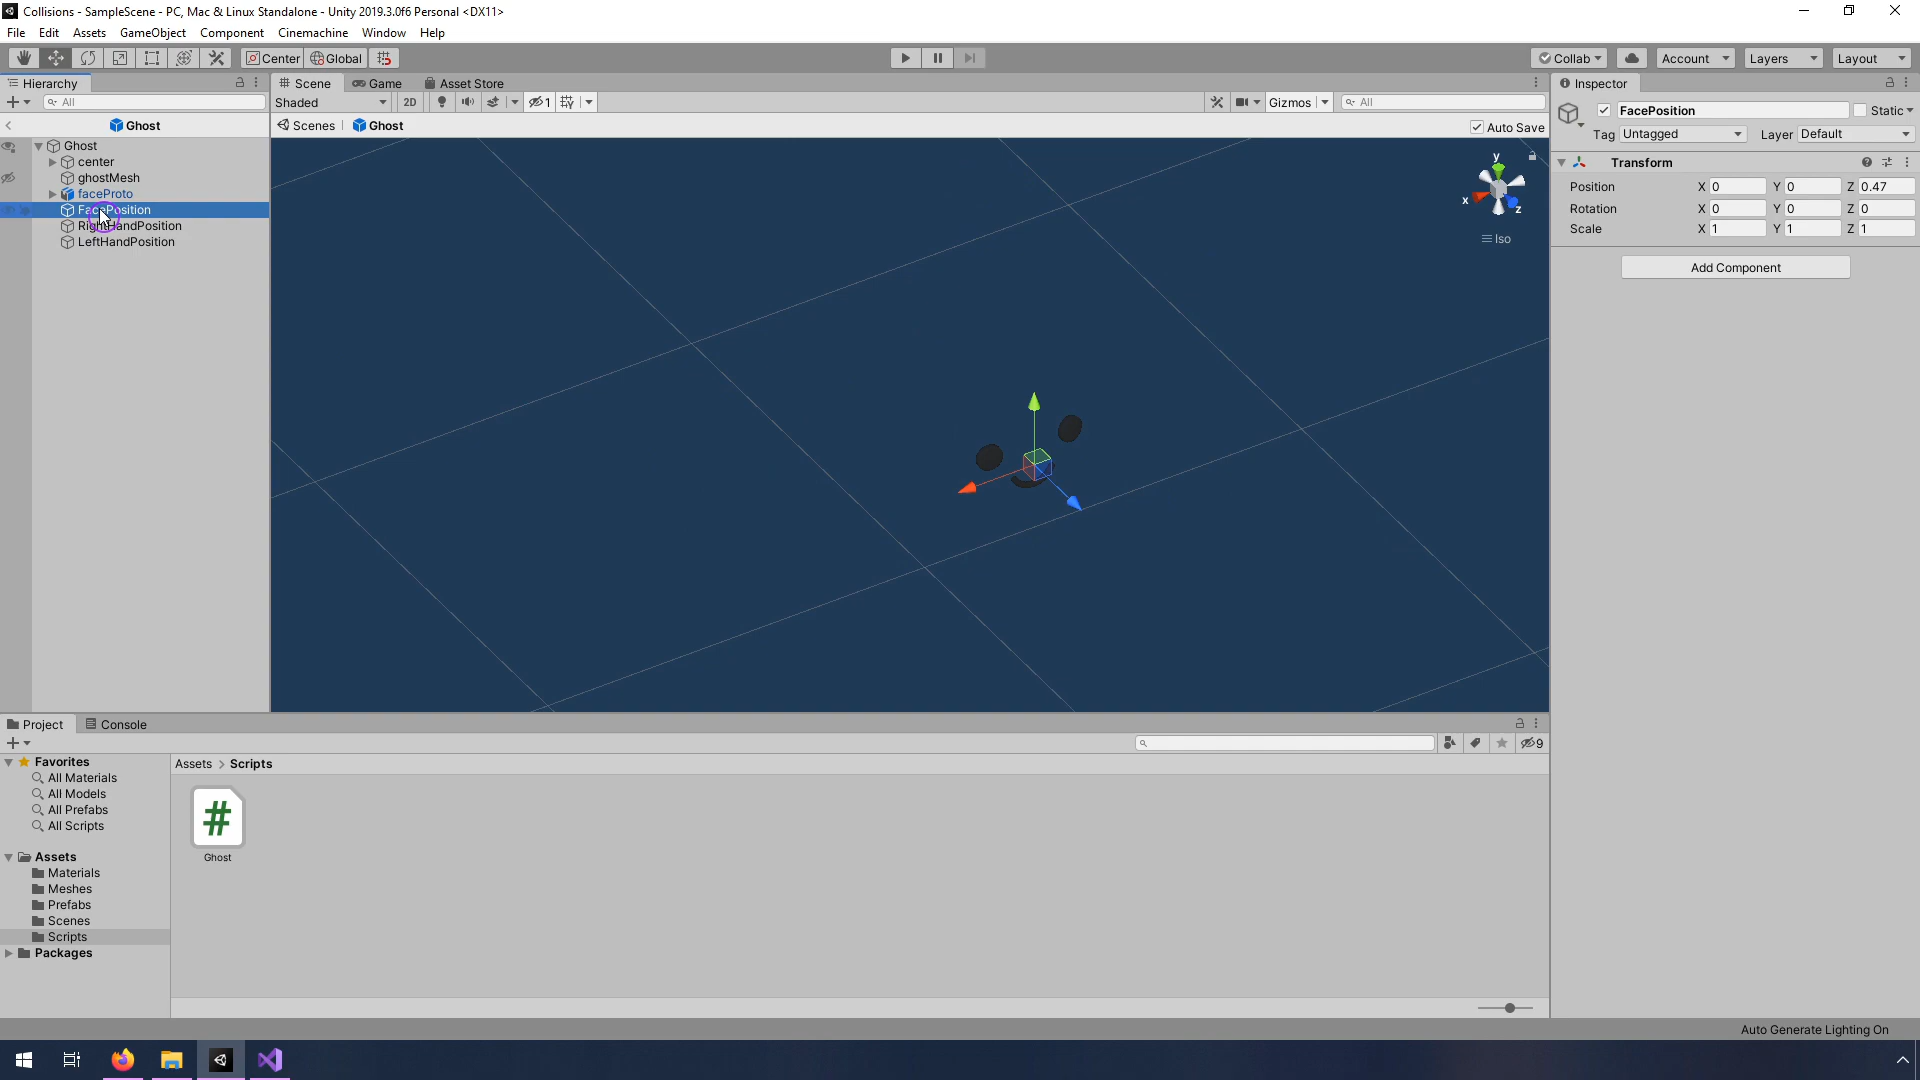 Collisions - SampleScene - PC, Mac & Linux Standalone - Unity 2019.3.0f6 Personal <DX11>
File Edit Assets GameObject Component Cinemachine Window Help
Center Global Collab Account Layers Layout
Hierarchy Scene Game Asset Store Inspector
All Shaded 2D 1 Gizmos All
Ghost Scenes Ghost Auto Save
FacePosition Static
Tag Untagged Layer Default
Ghost
center
ghostMesh
faceProto
FacePosition
RightHandPosition
LeftHandPosition
y
x
z
Iso
Transform
Position X 0 Y 0 Z 0.47
Rotation X 0 Y 0 Z 0
Scale X 1 Y 1 Z 1
Add Component
Project Console
9
Favorites
All Materials
All Models
All Prefabs
All Scripts
Assets
Materials
Meshes
Prefabs
Scenes
Scripts
Packages
Assets > Scripts
#
Ghost
Auto Generate Lighting On